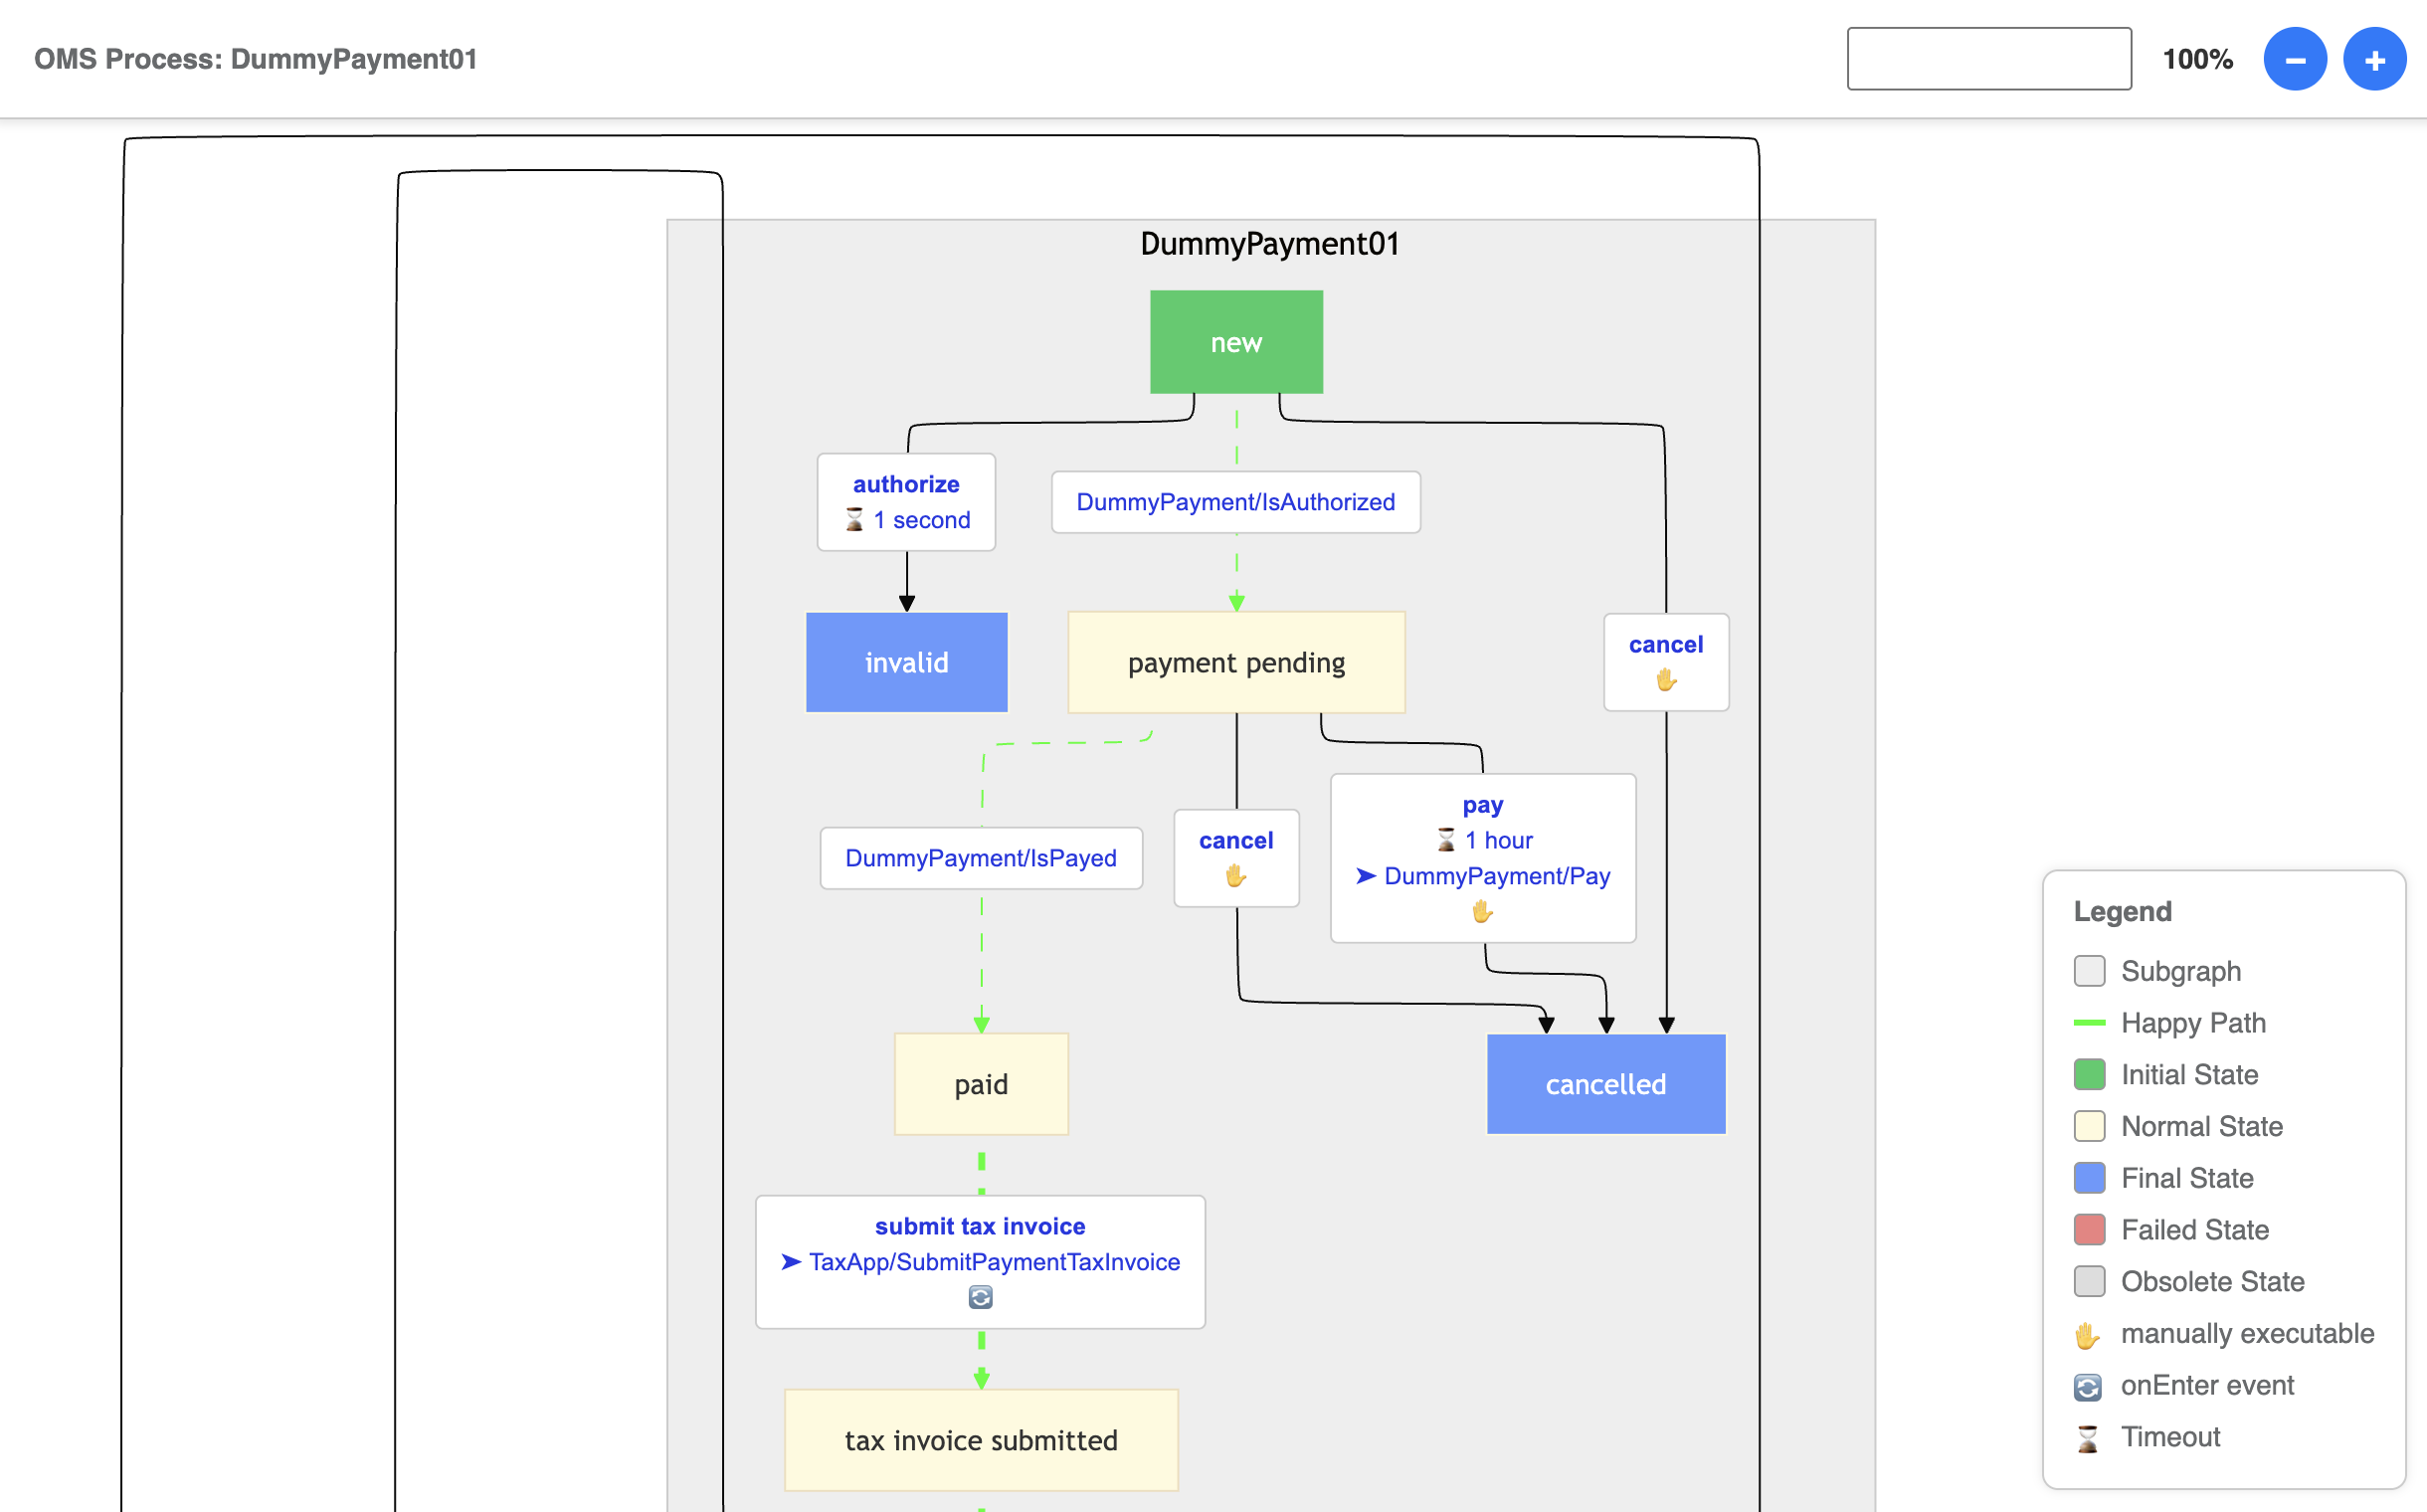 OMS Process: DummyPayment01
100%
DummyPayment01
new
authorize
1 second
DummyPayment/IsAuthorized
invalid
payment pending
cancel
DummyPayment/IsPayed
cancel
pay
1 hour
➤ DummyPayment/Pay
paid
cancelled
submit tax invoice
➤ TaxApp/SubmitPaymentTaxInvoice
tax invoice submitted
Legend
Subgraph
Happy Path
Initial State
Normal State
Final State
Failed State
Obsolete State
manually executable
onEnter event
Timeout